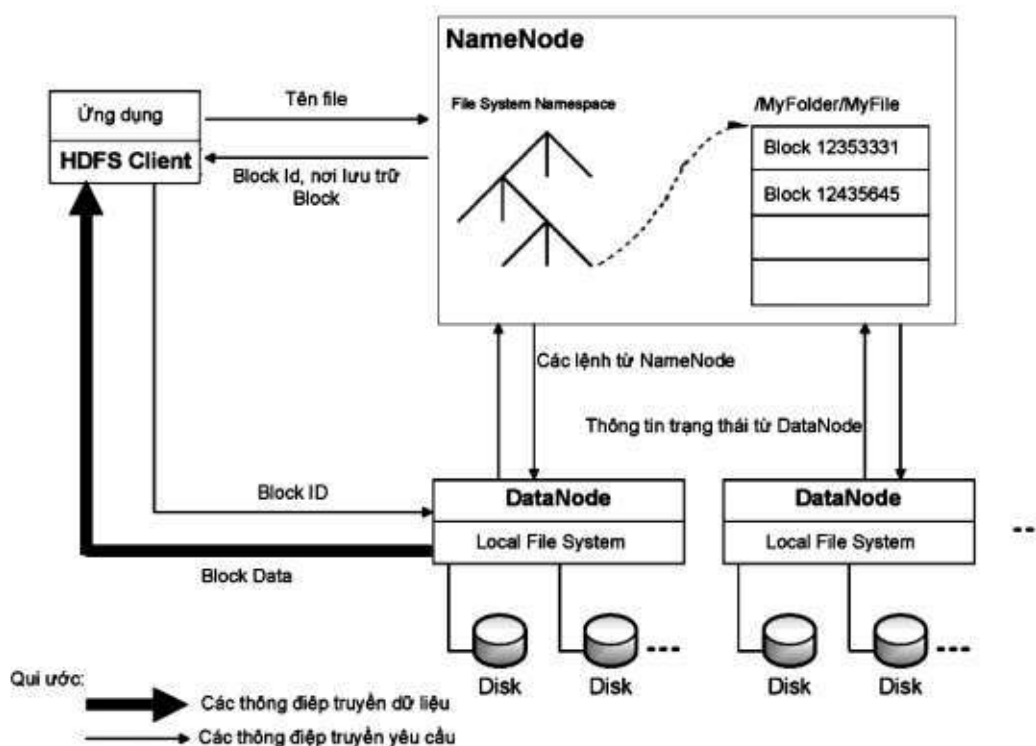 NameNode
Ứng dụng
HDFS Client
Tên file
Block Id, nơi lưu trữ
Block
File System Namespace
/MyFolder/MyFile
Block 12353331
Block 12435645
Các lệnh từ NameNode
Thông tin trạng thái từ DataNode
Block ID
Block Data
DataNode
Local File System
DataNode
Local File System
Disk
Disk
Disk
Disk
Qui ước:
Các thông điệp truyền dữ liệu
Các thông điệp truyền yêu cầu